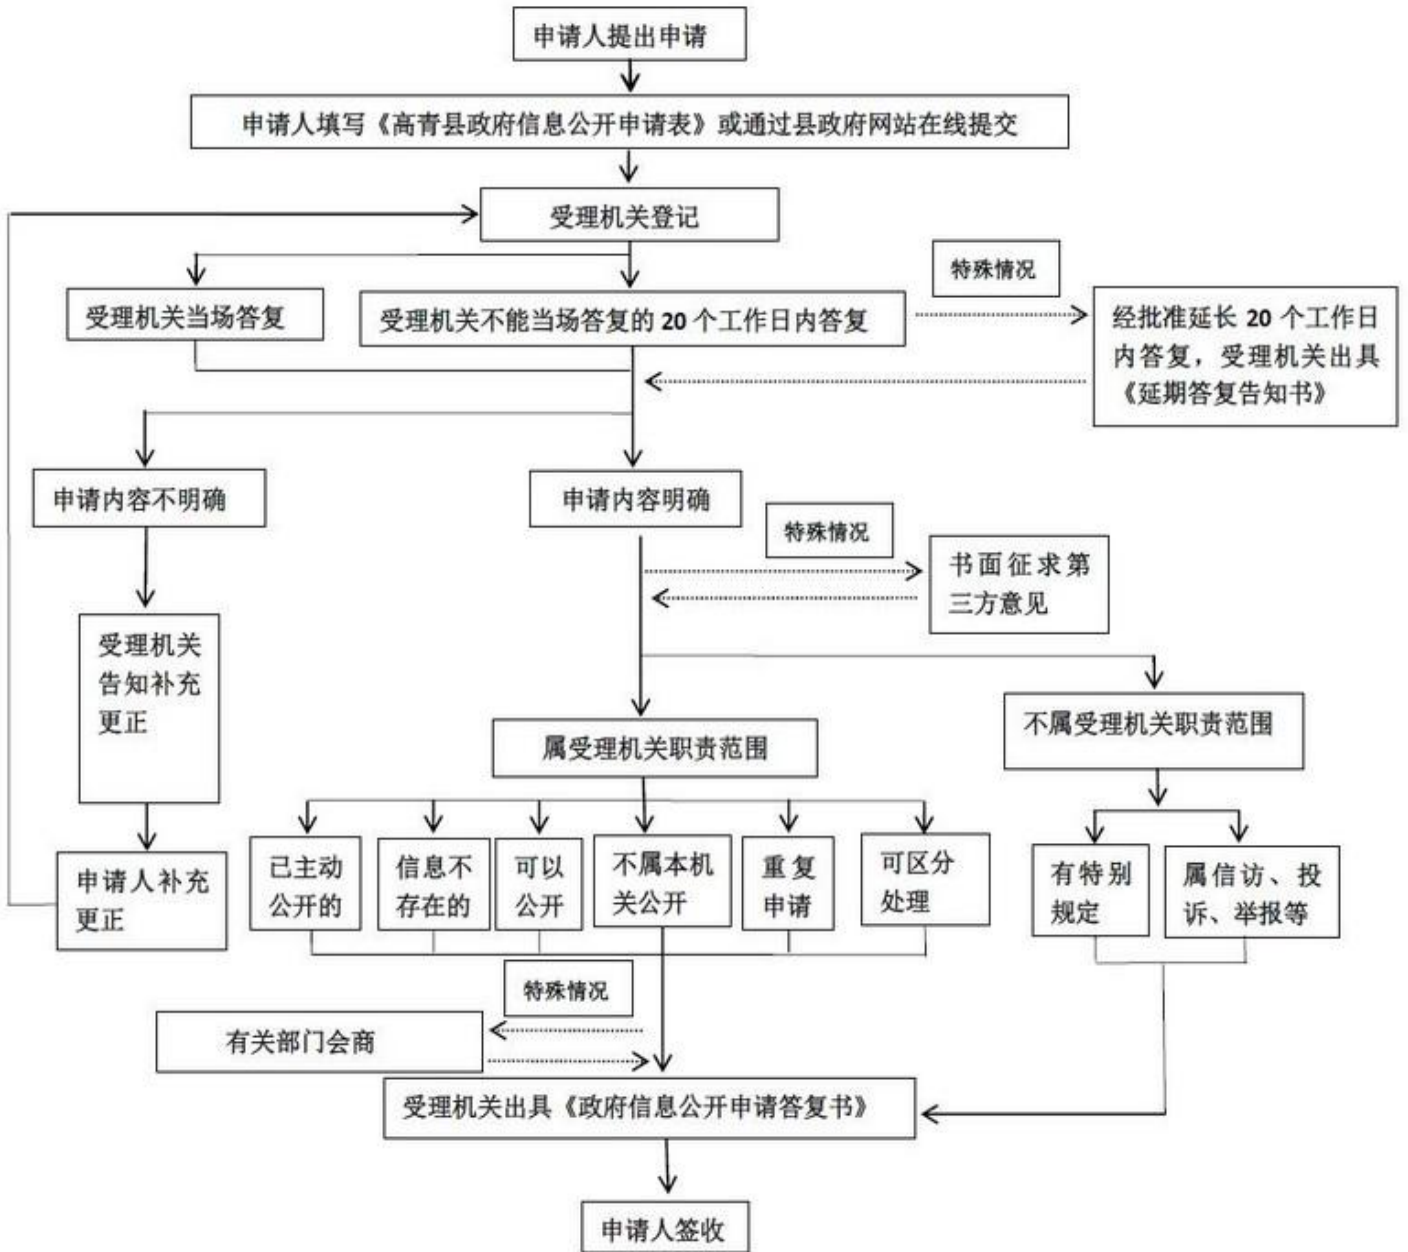 申请人提出申请
申请人填写《高青县政府信息公开申请表》或通过县政府网站在线提交
受理机关登记
特殊情况
受理机关当场答复
受理机关不能当场答复的 20 个工作日内答复
经批准延长 20 个工作日
内答复，受理机关出具
《延期答复告知书》
申请内容不明确
申请内容明确
特殊情况
书面征求第
三方意见
受理机关
告知补充
更正
属受理机关职责范围
不属受理机关职责范围
申请人补充
更正
已主动
公开的
信息不
存在的
可以
公开
不属本机
关公开
重复
申请
可区分
处理
有特别
规定
属信访、投
诉、举报等
特殊情况
有关部门会商
受理机关出具《政府信息公开申请答复书》
申请人签收